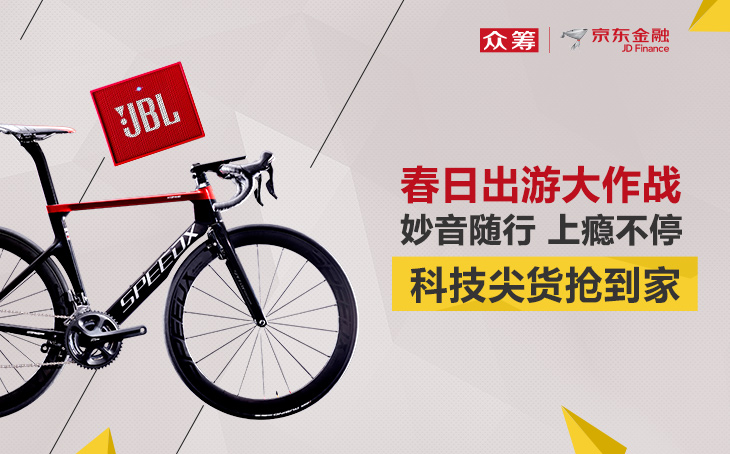 众筹 京东金融
JD Finance
JBL
春日出游大作战
妙音随行 上瘾不停
SPEEDX
科技尖货抢到家